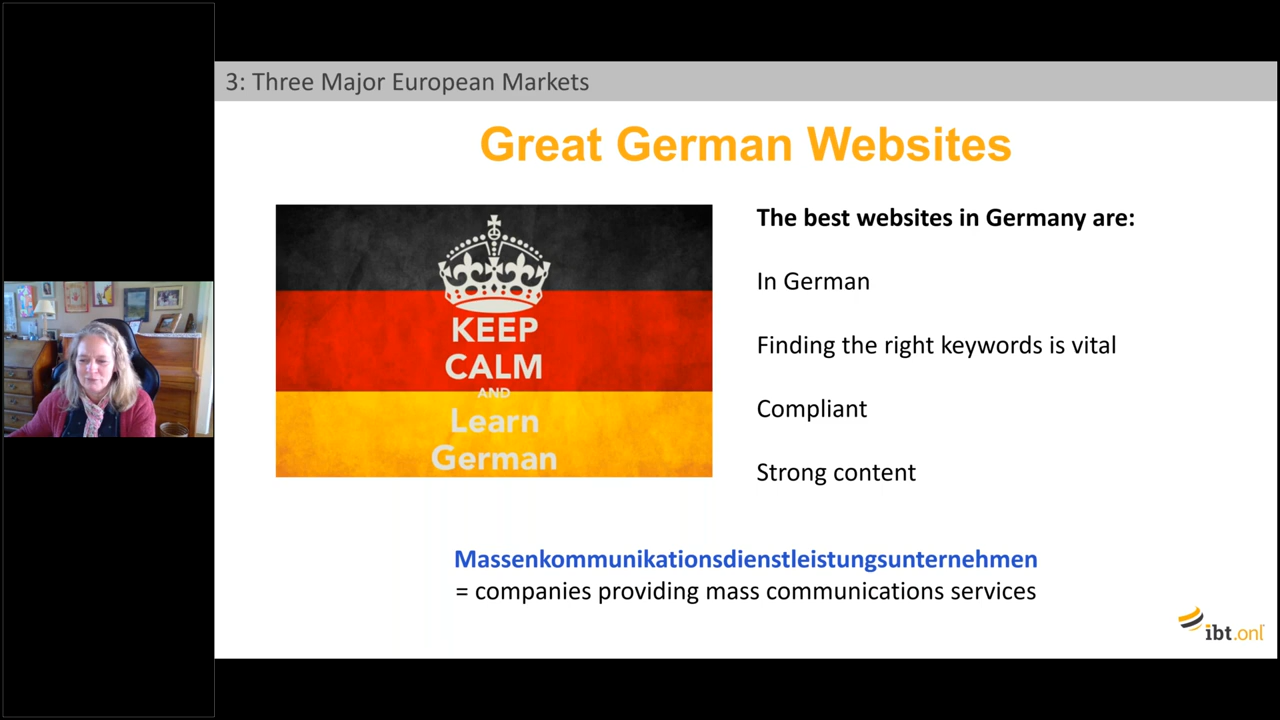 3: Three Major European Markets
Great German Websites
KEEP
CALM
AND
Learn
German
The best websites in Germany are:
In German
Finding the right keywords is vital
Compliant
Strong content
Massenkommunikationsdienstleistungsunternehmen
= companies providing mass communications services
ibt.onl